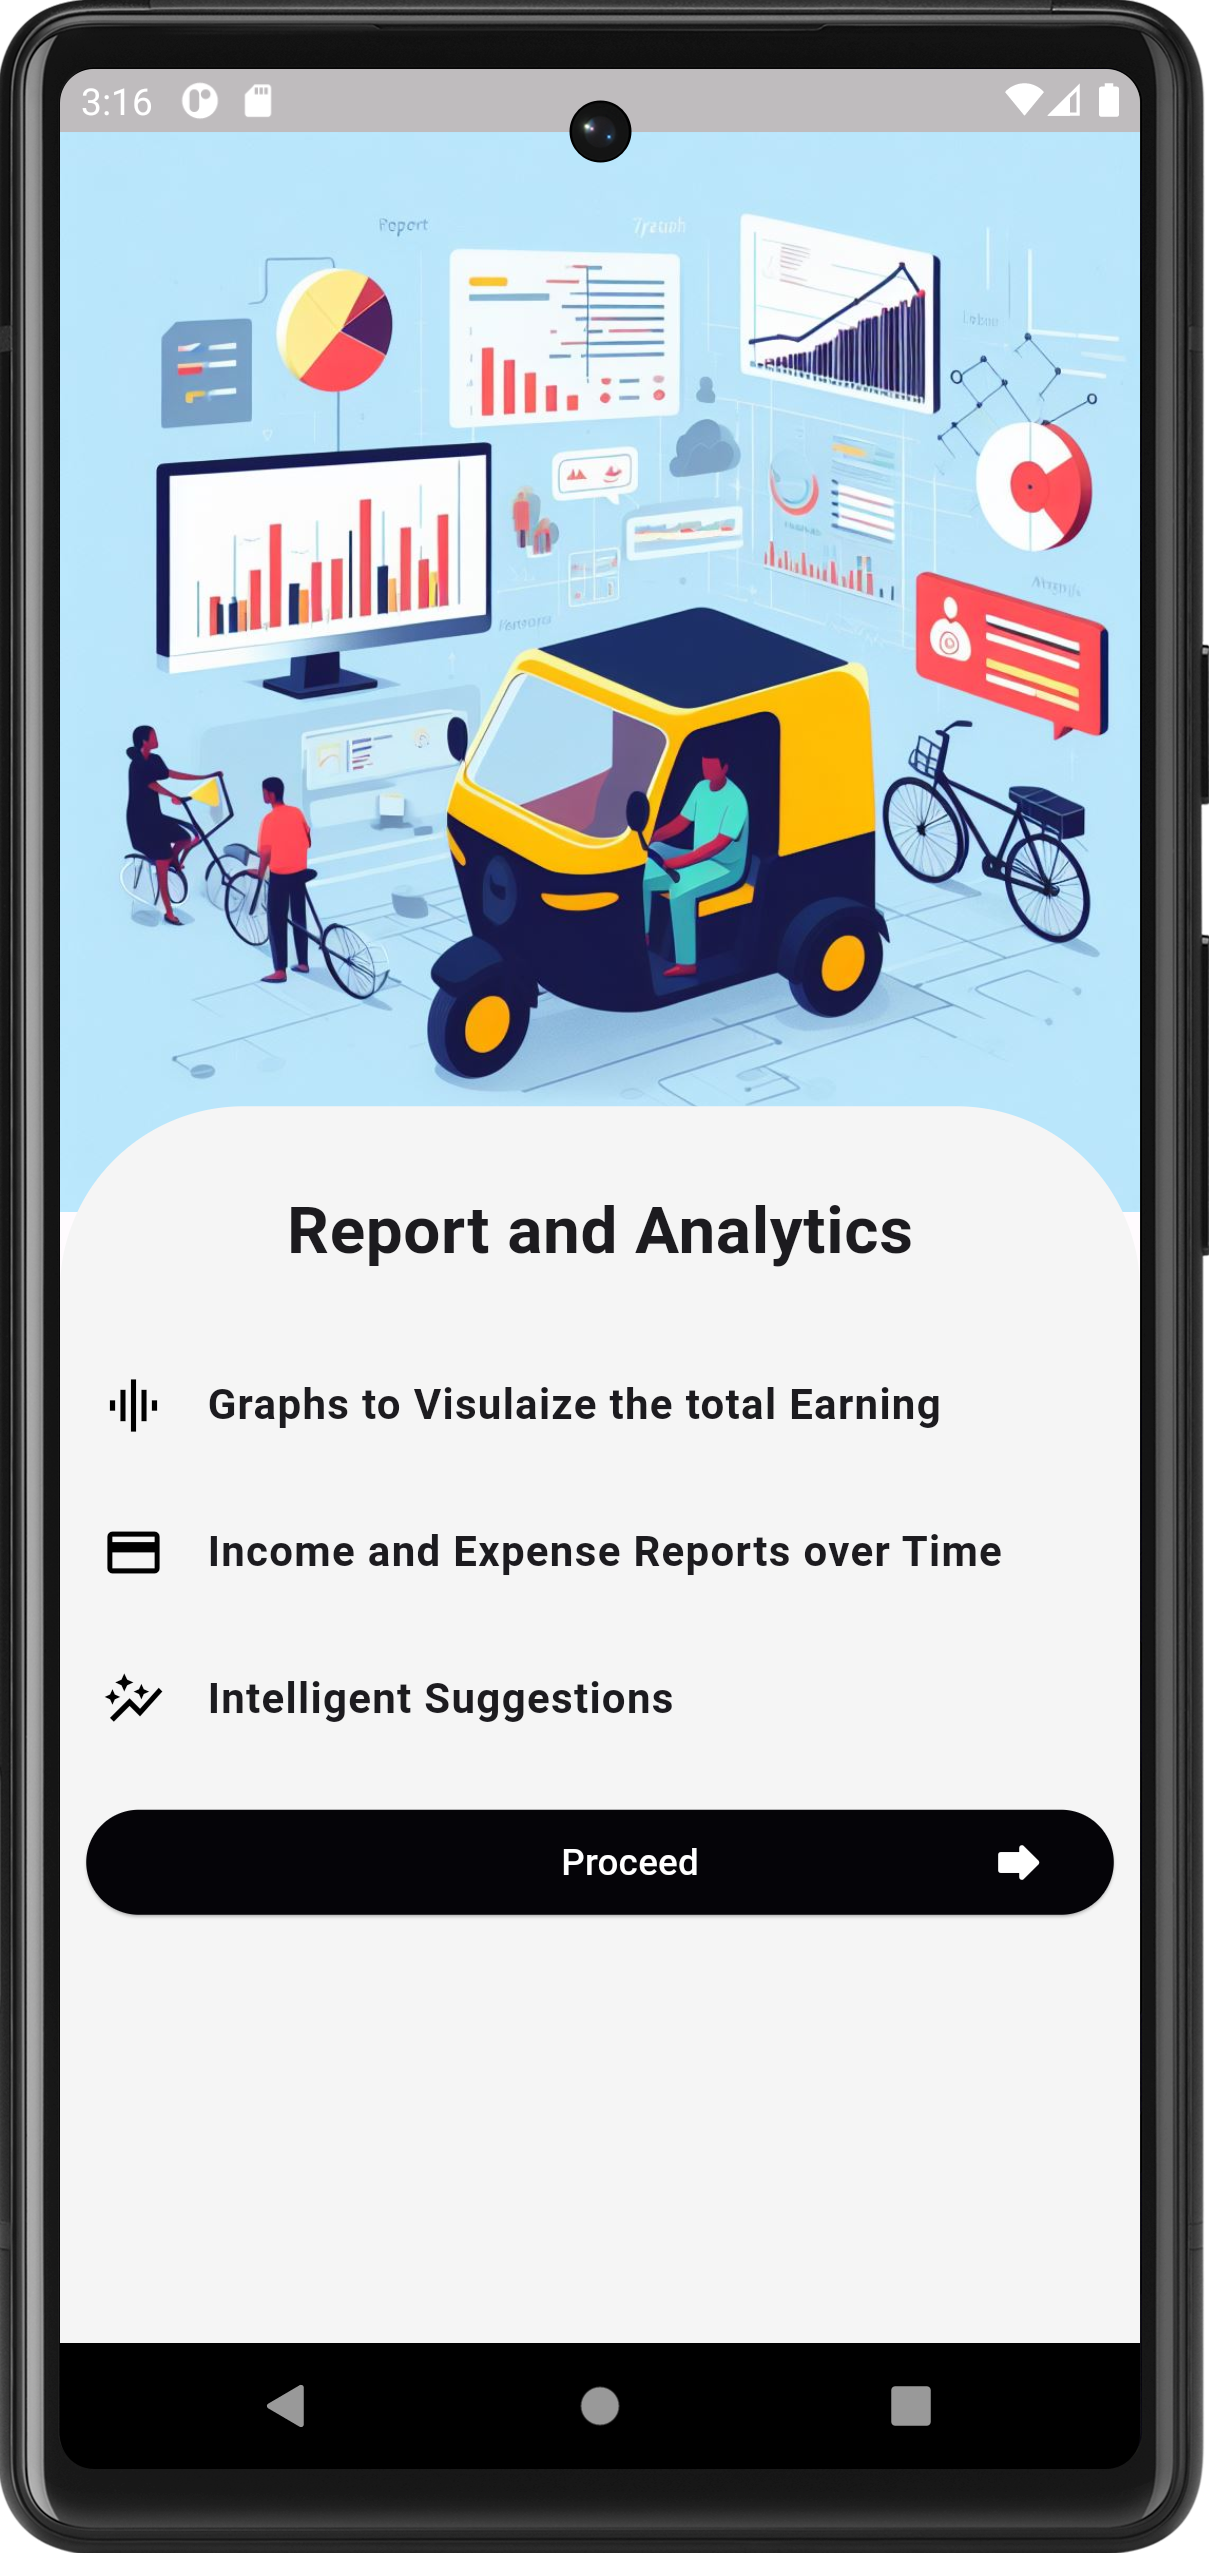 3:16
Report and Analytics
Graphs to Visulaize the total Earning
Income and Expense Reports over Time
Intelligent Suggestions
Proceed